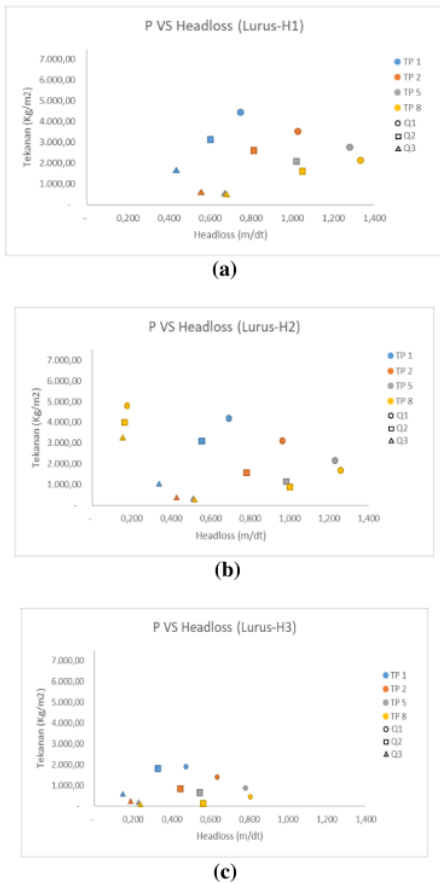 P VS Headloss (Lurus-H1)
Tekanan (Kg/m2)
7.000,00
6.000,00
5.000,00
4.000,00
3.000,00
2.000,00
1.000,00
-
- 0,200 0,400 0,600 0,800 1,000 1,200 1,400
Headloss (m/dt)
TP 1
TP 2
TP 5
TP 8
Q1
Q2
Q3
(a)
P VS Headloss (Lurus-H2)
Tekanan (Kg/m2)
7.000,00
6.000,00
5.000,00
4.000,00
3.000,00
2.000,00
1.000,00
-
- 0,200 0,400 0,600 0,800 1,000 1,200 1,400
Headloss (m/dt)
TP 1
TP 2
TP 5
TP 8
Q1
Q2
Q3
(b)
P VS Headloss (Lurus-H3)
Tekanan (Kg/m2)
7.000,00
6.000,00
5.000,00
4.000,00
3.000,00
2.000,00
1.000,00
-
- 0,200 0,400 0,600 0,800 1,000 1,200 1,400
Headloss (m/dt)
TP 1
TP 2
TP 5
TP 8
Q1
Q2
Q3
(c)